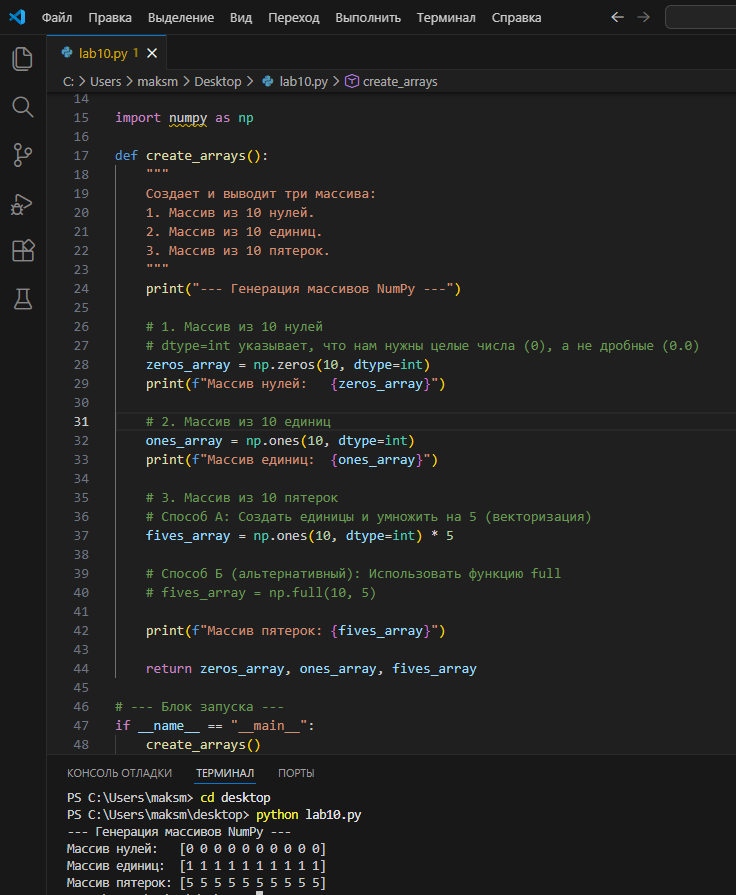 Файл Правка Выделение Вид Переход Выполнить Терминал Справка
lab10.py 1
C: > Users > maksm > Desktop > lab10.py > create_arrays
14
15 import numpy as np
16
17 def create_arrays():
18     """
19     Создает и выводит три массива:
20     1. Массив из 10 нулей.
21     2. Массив из 10 единиц.
22     3. Массив из 10 пятерок.
23     """
24     print("--- Генерация массивов NumPy ---")
25
26     # 1. Массив из 10 нулей
27     # dtype=int указывает, что нам нужны целые числа (0), а не дробные (0.0)
28     zeros_array = np.zeros(10, dtype=int)
29     print(f"Массив нулей:   {zeros_array}")
30
31     # 2. Массив из 10 единиц
32     ones_array = np.ones(10, dtype=int)
33     print(f"Массив единиц:  {ones_array}")
34
35     # 3. Массив из 10 пятерок
36     # Способ А: Создать единицы и умножить на 5 (векторизация)
37     fives_array = np.ones(10, dtype=int) * 5
38
39     # Способ Б (альтернативный): Использовать функцию full
40     # fives_array = np.full(10, 5)
41
42     print(f"Массив пятерок: {fives_array}")
43
44     return zeros_array, ones_array, fives_array
45
46 # --- Блок запуска ---
47 if __name__ == "__main__":
48     create_arrays()
КОНСОЛЬ ОТЛАДКИ ТЕРМИНАЛ ПОРТЫ
PS C:\Users\maksm> cd desktop
PS C:\Users\maksm\desktop> python lab10.py
--- Генерация массивов NumPy ---
Массив нулей:   [0 0 0 0 0 0 0 0 0 0]
Массив единиц:  [1 1 1 1 1 1 1 1 1 1]
Массив пятерок: [5 5 5 5 5 5 5 5 5 5]